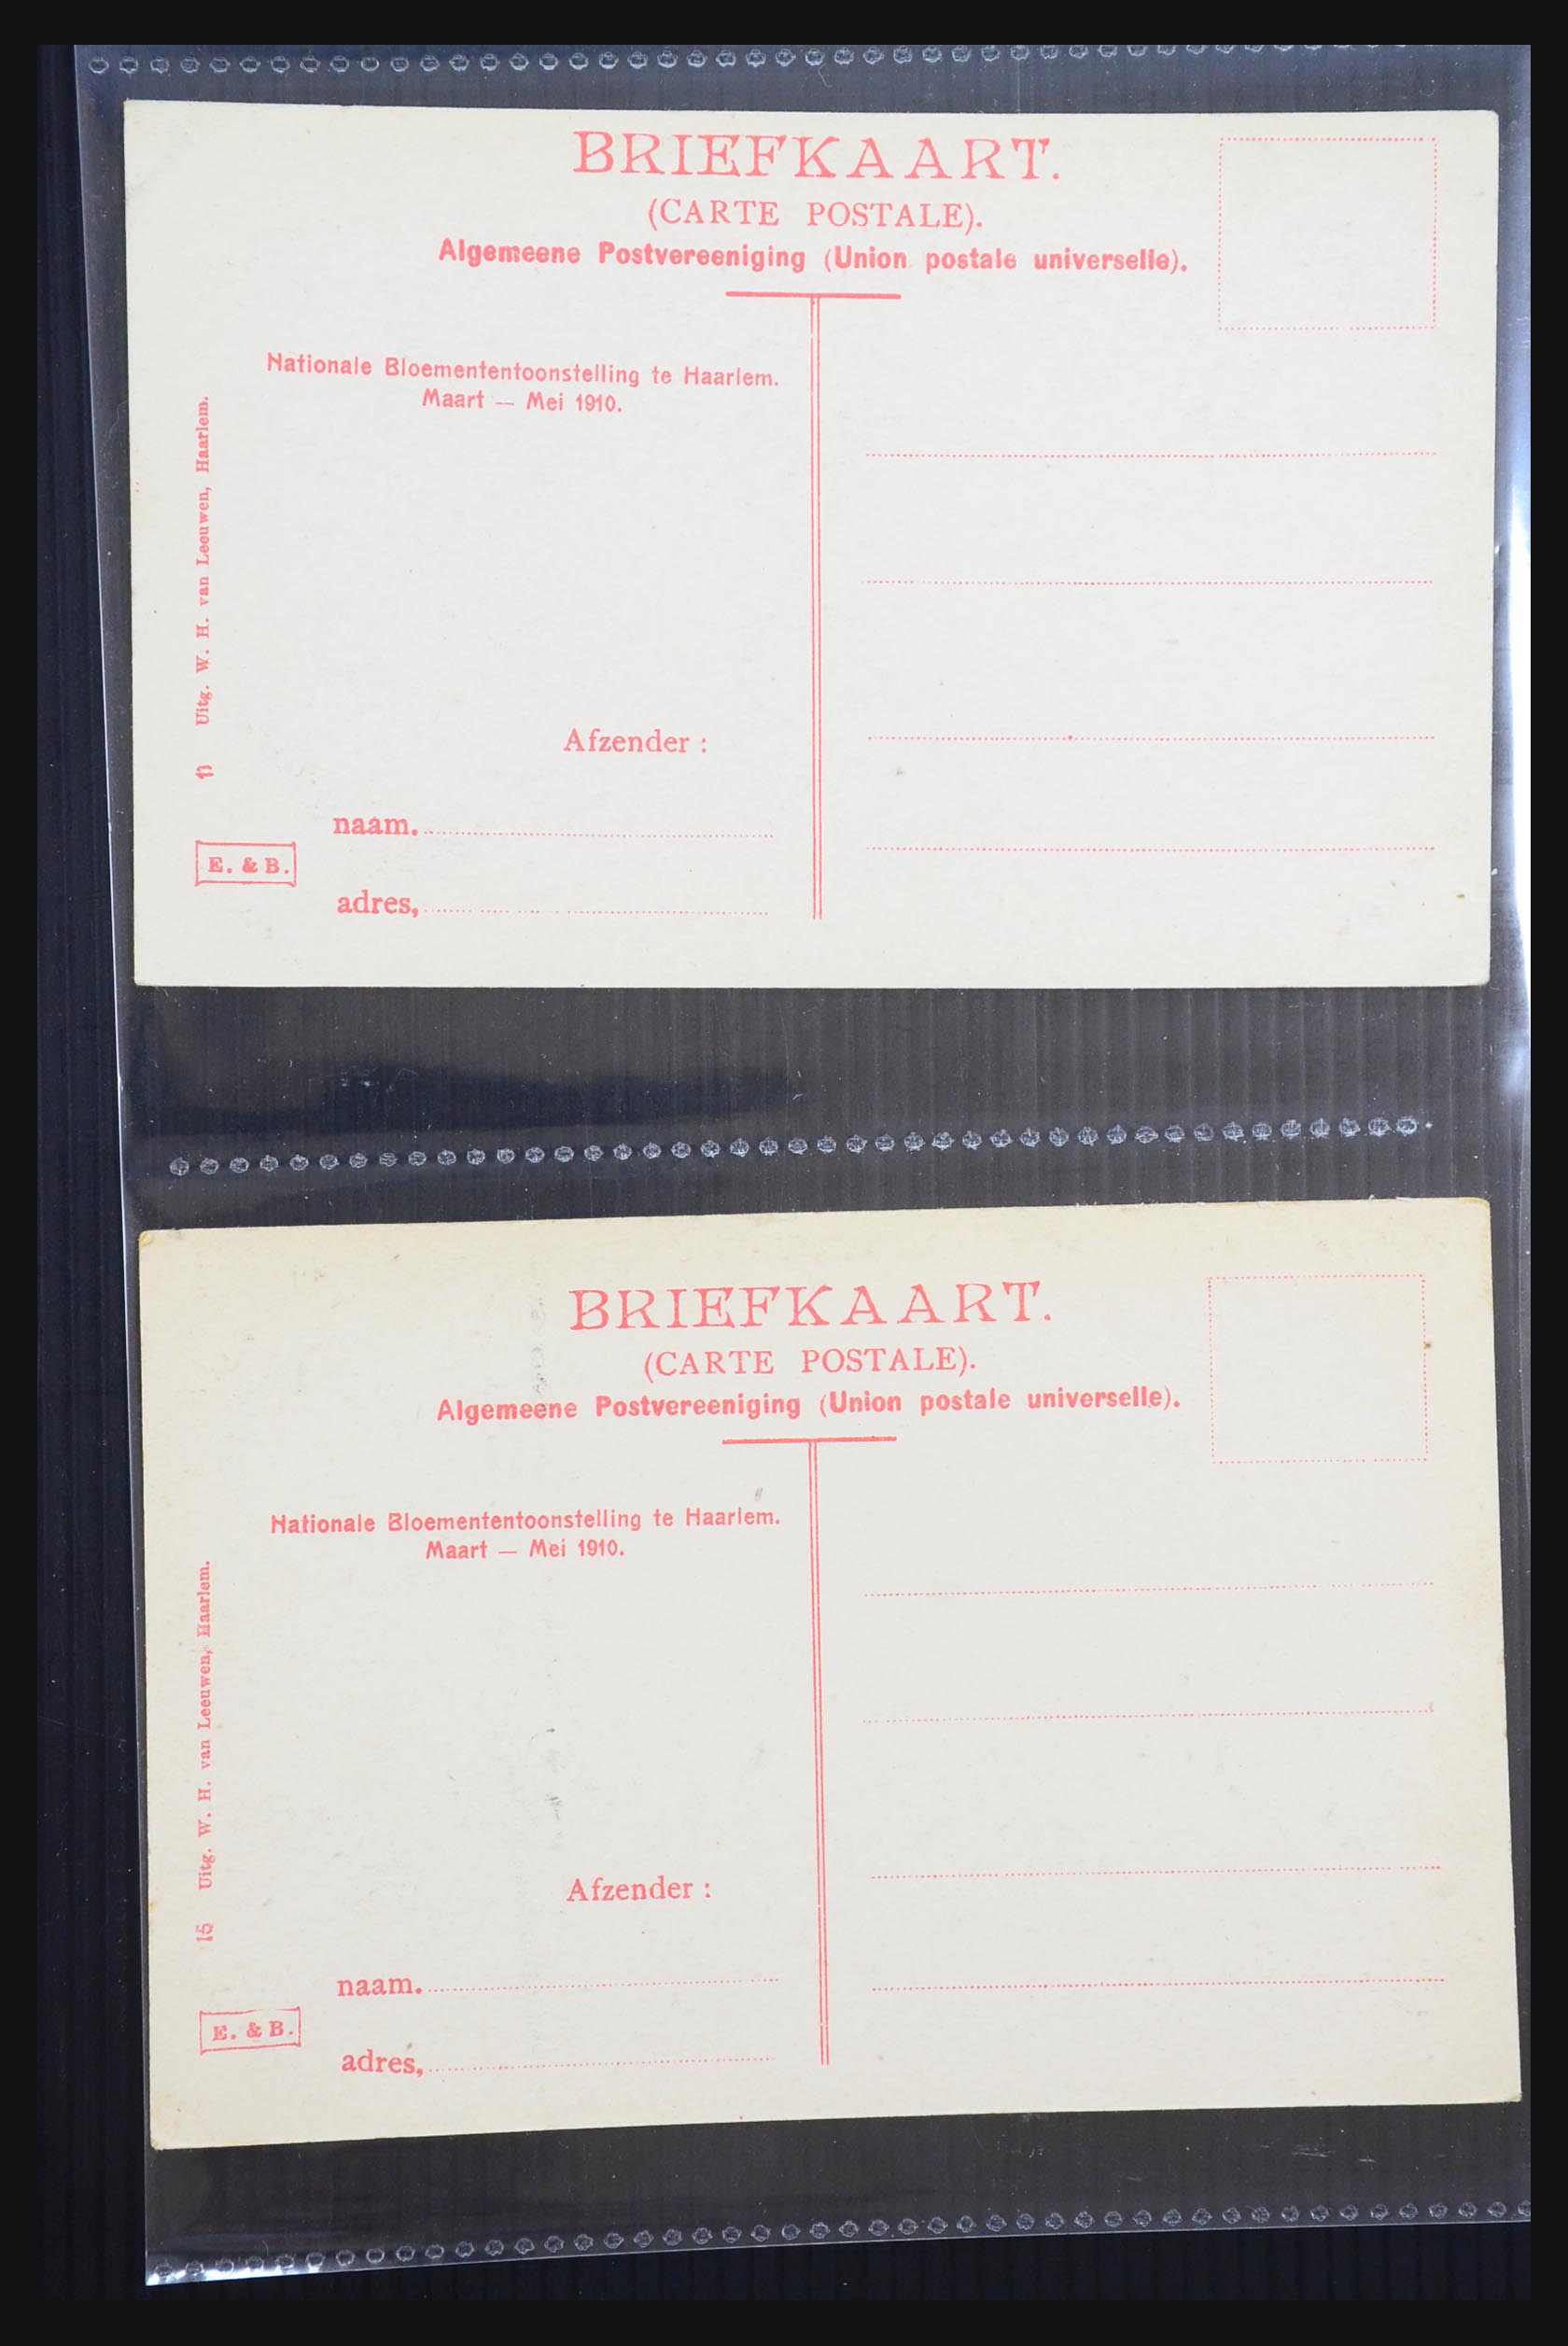 BRIEFKAART.
(CARTE POSTALE).
Algemeene Postvereeniging (Union postale universelle).
Nationale Bloemententoonstelling te Haarlem.
Maart — Mei 1910.
Uitg. W. H. van Leeuwen, Haarlem.
Afzender :
naam.
E. & B.
adres,
BRIEFKAART.
(CARTE POSTALE).
Algemeene Postvereeniging (Union postale universelle).
Nationale Bloemententoonstelling te Haarlem.
Maart — Mei 1910.
15 Uitg. W. H. van Leeuwen, Haarlem.
Afzender :
naam.
E. & B.
adres,